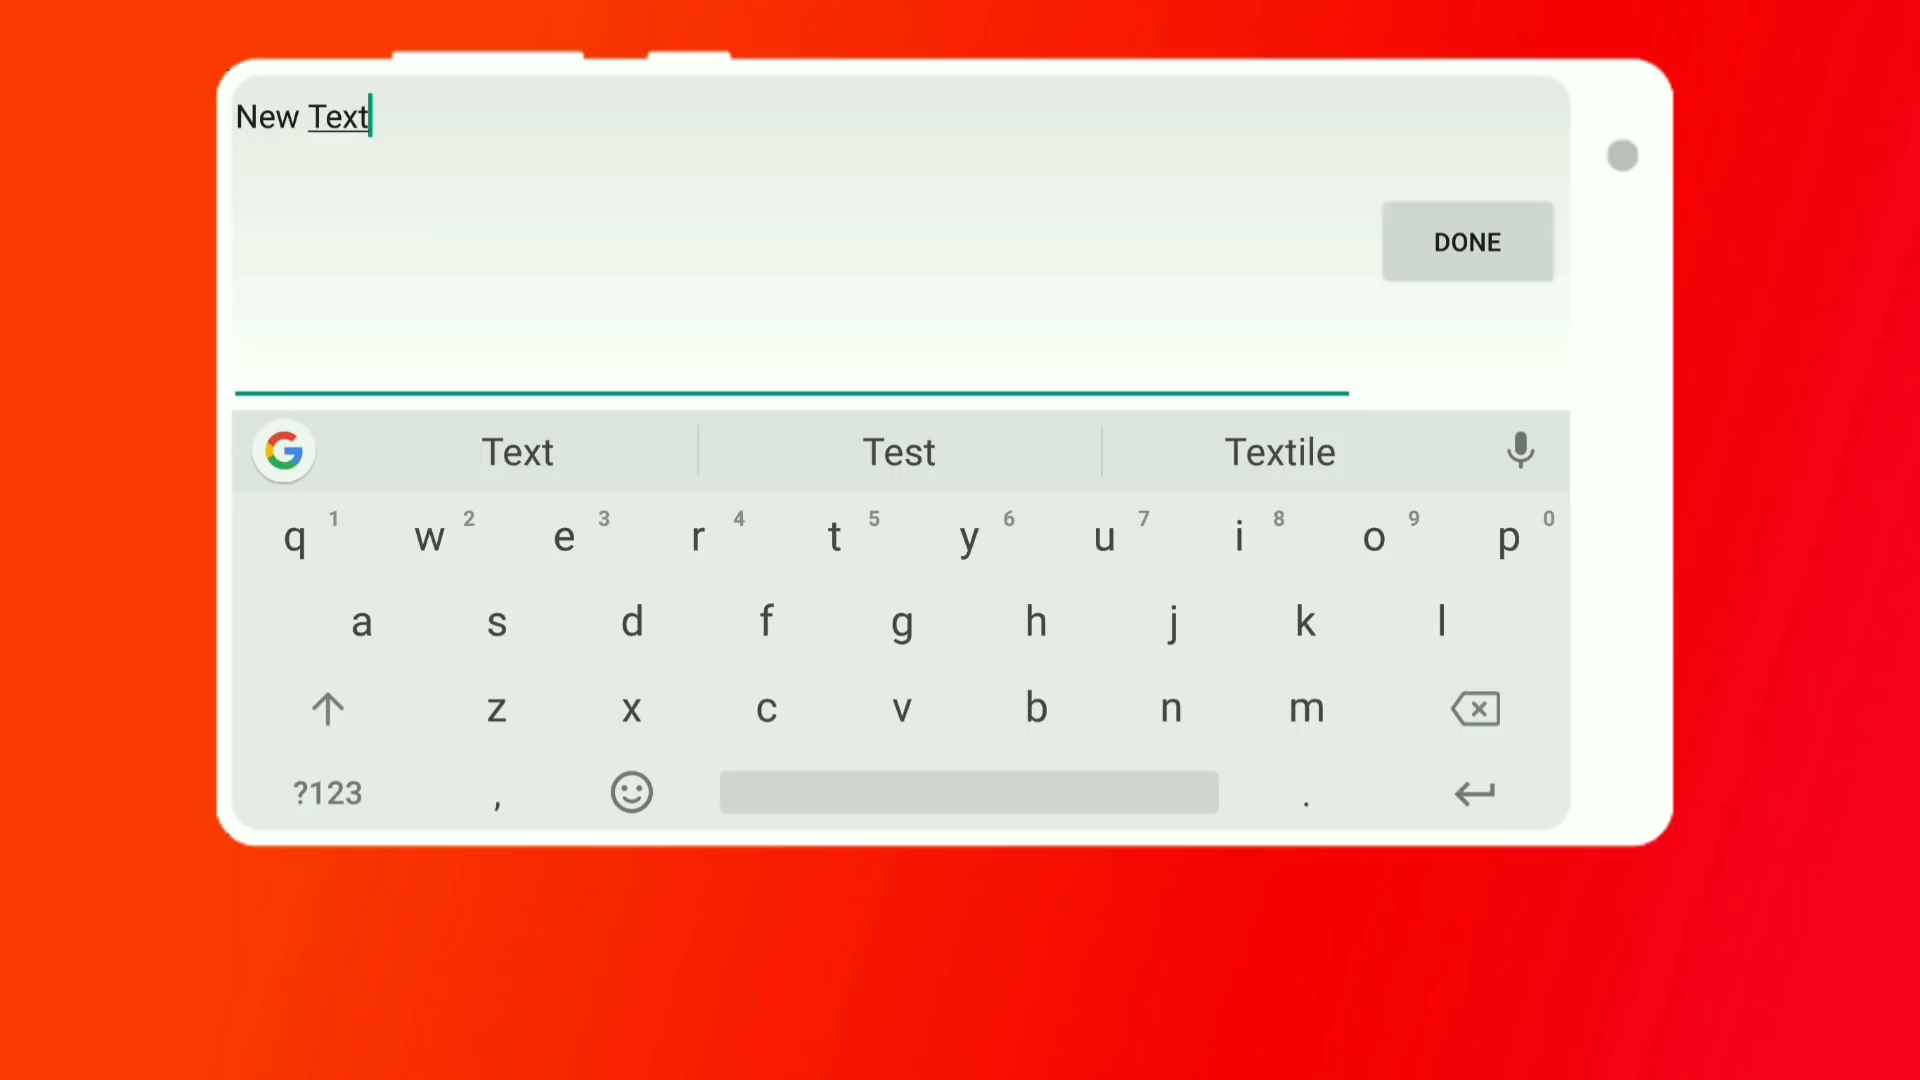 New Text
DONE
Text Test Textile
q 1 w 2 e 3 r 4 t 5 y 6 u 7 i 8 o 9 p 0
a s d f g h j k l
z x c v b n m
?123 , .